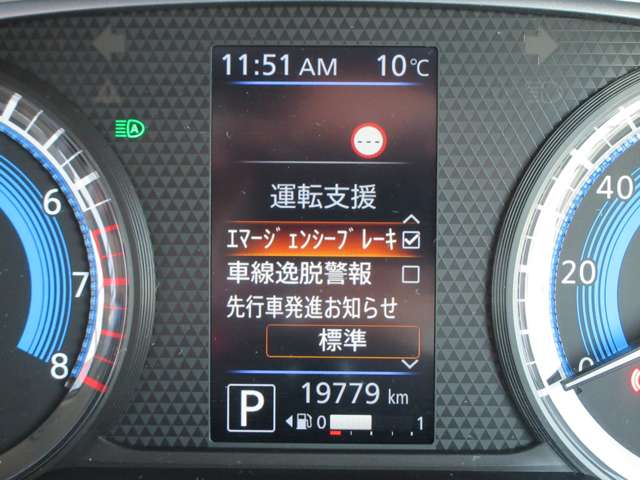 11:51 AM 10℃
---
運転支援
エマージェンシーブレーキ
車線逸脱警報
先行車発進お知らせ
標準
P 19779 km
0 1
A
6
7
8
40
20
0